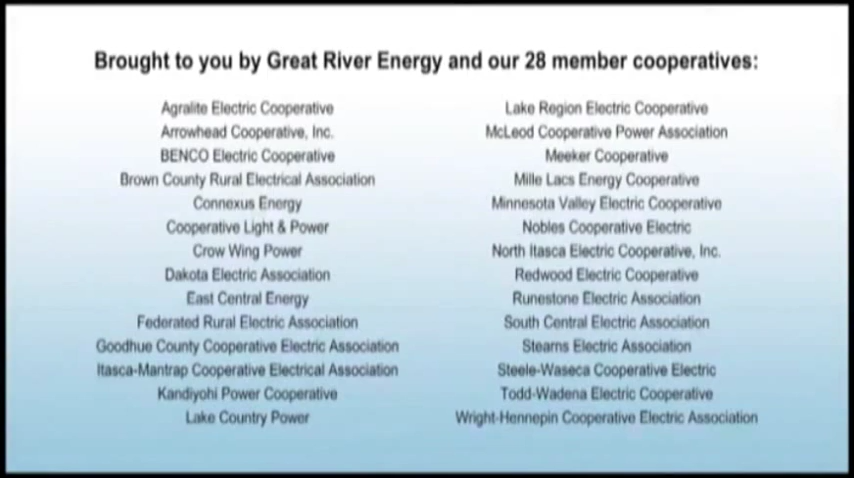 Brought to you by Great River Energy and our 28 member cooperatives:
Agralite Electric Cooperative
Arrowhead Cooperative, Inc.
BENCO Electric Cooperative
Brown County Rural Electrical Association
Connexus Energy
Cooperative Light & Power
Crow Wing Power
Dakota Electric Association
East Central Energy
Federated Rural Electric Association
Goodhue County Cooperative Electric Association
Itasca-Mantrap Cooperative Electrical Association
Kandiyohi Power Cooperative
Lake Country Power
Lake Region Electric Cooperative
McLeod Cooperative Power Association
Meeker Cooperative
Mille Lacs Energy Cooperative
Minnesota Valley Electric Cooperative
Nobles Cooperative Electric
North Itasca Electric Cooperative, Inc.
Redwood Electric Cooperative
Runestone Electric Association
South Central Electric Association
Stearns Electric Association
Steele-Waseca Cooperative Electric
Todd-Wadena Electric Cooperative
Wright-Hennepin Cooperative Electric Association